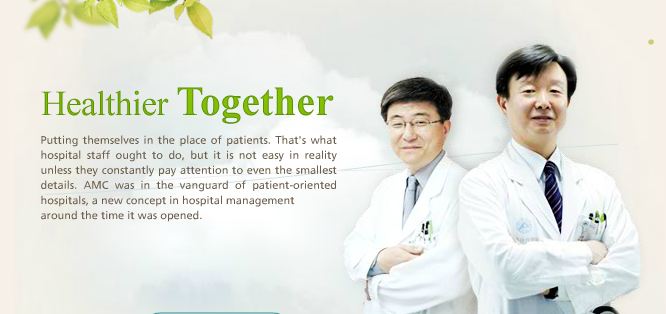 Healthier Together
Putting themselves in the place of patients. That's what
hospital staff ought to do, but it is not easy in reality
unless they constantly pay attention to even the smallest
details. AMC was in the vanguard of patient-oriented
hospitals, a new concept in hospital management
around the time it was opened.